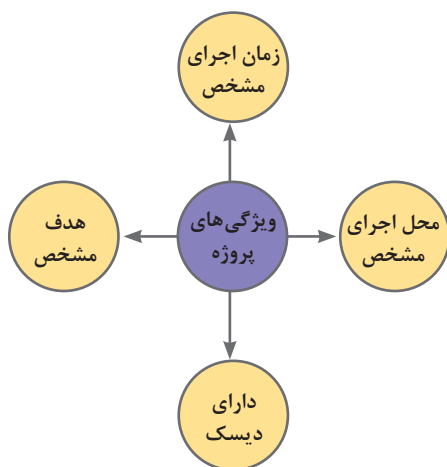 زمان اجرای
مشخص
محل اجرای
مشخص
ویژگی‌های
پروژه
هدف
مشخص
دارای
دیسک